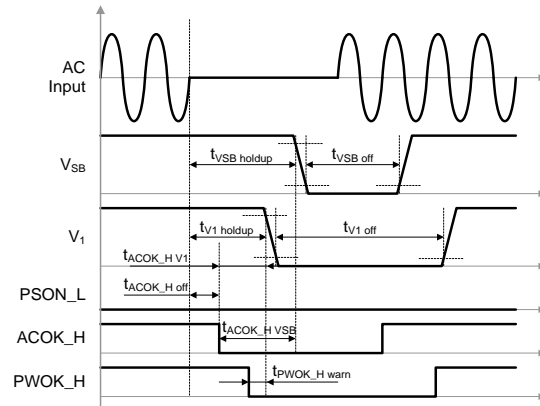 AC
Input
tVSB holdup
tVSB off
VSB
tV1 holdup
tV1 off
V1
tACOK_H V1
tACOK_H off
PSON_L
tACOK_H VSB
ACOK_H
tPWOK_H warn
PWOK_H